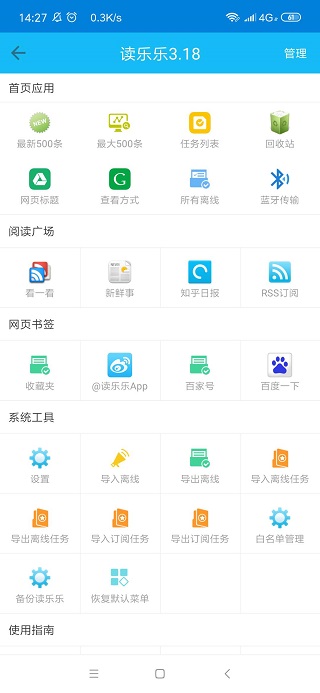 14:27 0.3K/s 4G 61
读乐乐3.18 管理
首页应用
NEW
最新500条 最大500条 任务列表 回收站
G
网页标题 查看方式 所有离线 蓝牙传输
阅读广场
看一看 新鲜事 知乎日报 RSS订阅
网页书签
收藏夹 @读乐乐App 百家号 百度一下
系统工具
设置 导入离线 导出离线 导入离线任务
导出离线任务 导入订阅任务 导出订阅任务 白名单管理
备份读乐乐 恢复默认菜单
使用指南